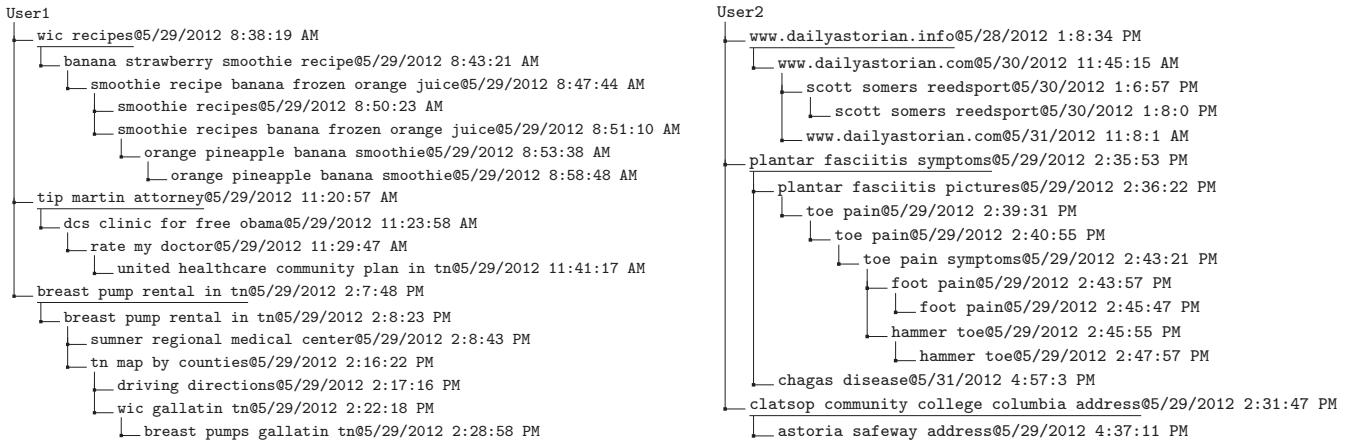 User1
wic recipes@5/29/2012 8:38:19 AM
banana strawberry smoothie recipe@5/29/2012 8:43:21 AM
smoothie recipe banana frozen orange juice@5/29/2012 8:47:44 AM
smoothie recipes@5/29/2012 8:50:23 AM
smoothie recipes banana frozen orange juice@5/29/2012 8:51:10 AM
orange pineapple banana smoothie@5/29/2012 8:53:38 AM
orange pineapple banana smoothie@5/29/2012 8:58:48 AM
tip martin attorney@5/29/2012 11:20:57 AM
dcs clinic for free obama@5/29/2012 11:23:58 AM
rate my doctor@5/29/2012 11:29:47 AM
united healthcare community plan in tn@5/29/2012 11:41:17 AM
breast pump rental in tn@5/29/2012 2:7:48 PM
breast pump rental in tn@5/29/2012 2:8:23 PM
sumner regional medical center@5/29/2012 2:8:43 PM
tn map by counties@5/29/2012 2:16:22 PM
driving directions@5/29/2012 2:17:16 PM
wic gallatin tn@5/29/2012 2:22:18 PM
breast pumps gallatin tn@5/29/2012 2:28:58 PM
User2
www.dailyastorian.info@5/28/2012 1:8:34 PM
www.dailyastorian.com@5/30/2012 11:45:15 AM
scott somers reedsport@5/30/2012 1:6:57 PM
scott somers reedsport@5/30/2012 1:8:0 PM
www.dailyastorian.com@5/31/2012 11:8:1 AM
plantar fasciitis symptoms@5/29/2012 2:35:53 PM
plantar fasciitis pictures@5/29/2012 2:36:22 PM
toe pain@5/29/2012 2:39:31 PM
toe pain@5/29/2012 2:40:55 PM
toe pain symptoms@5/29/2012 2:43:21 PM
foot pain@5/29/2012 2:43:57 PM
foot pain@5/29/2012 2:45:47 PM
hammer toe@5/29/2012 2:45:55 PM
hammer toe@5/29/2012 2:47:57 PM
chagas disease@5/31/2012 4:57:3 PM
clatsop community college columbia address@5/29/2012 2:31:47 PM
astoria safeway address@5/29/2012 4:37:11 PM